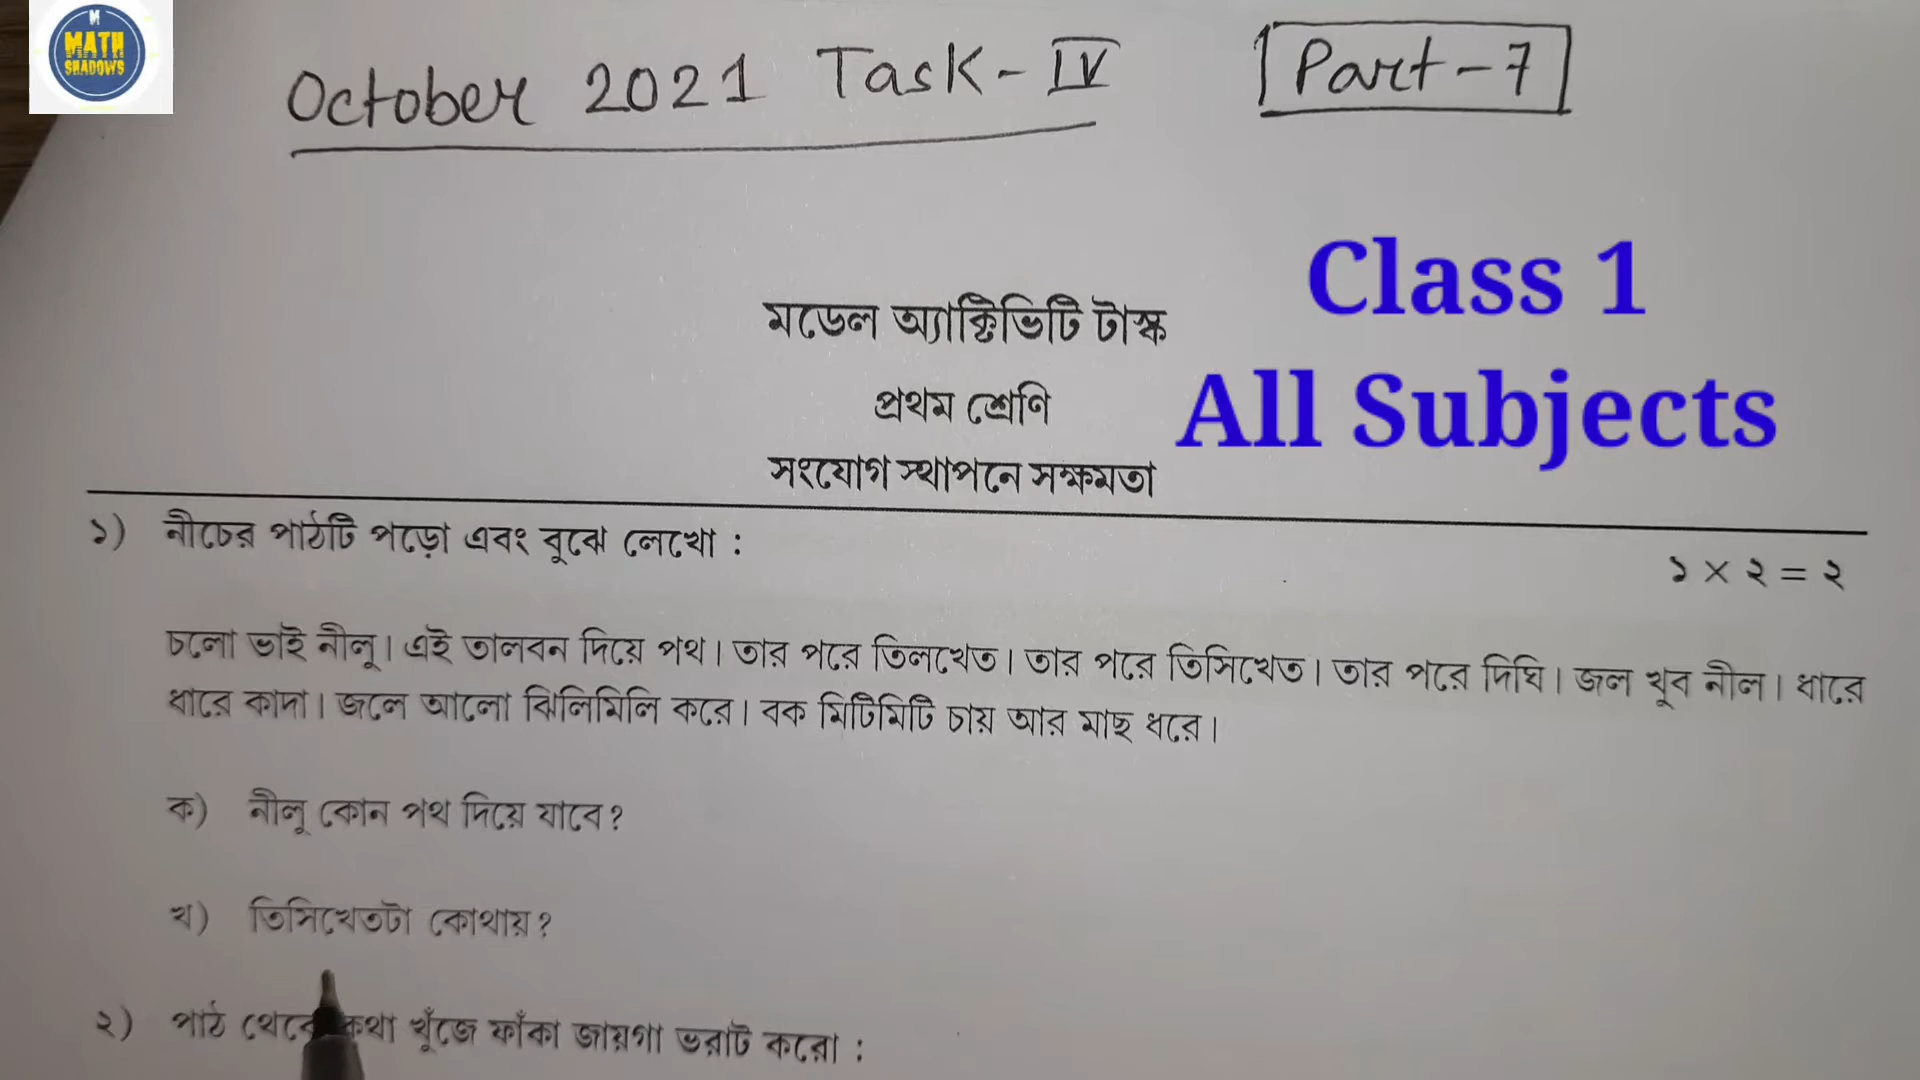 M
MATH
SHADOWS
October 2021 Task-IV Part-7
Class 1
All Subjects
মডেল অ্যাক্টিভিটি টাস্ক
প্রথম শ্রেণি
সংযোগ স্থাপনে সক্ষমতা
১) নীচের পাঠটি পড়ো এবং বুঝে লেখো :
১ × ২ = ২
চলো ভাই নীলু। এই তালবন দিয়ে পথ। তার পরে তিলখেত। তার পরে তিসিখেত। তার পরে দিঘি। জল খুব নীল। ধারে
ধারে কাদা। জলে আলো ঝিলিমিলি করে। বক মিটিমিটি চায় আর মাছ ধরে।
ক) নীলু কোন পথ দিয়ে যাবে?
খ) তিসিখেতটা কোথায়?
২) পাঠ কথা খুঁজে ফাঁকা জায়গা ভরাট করো :